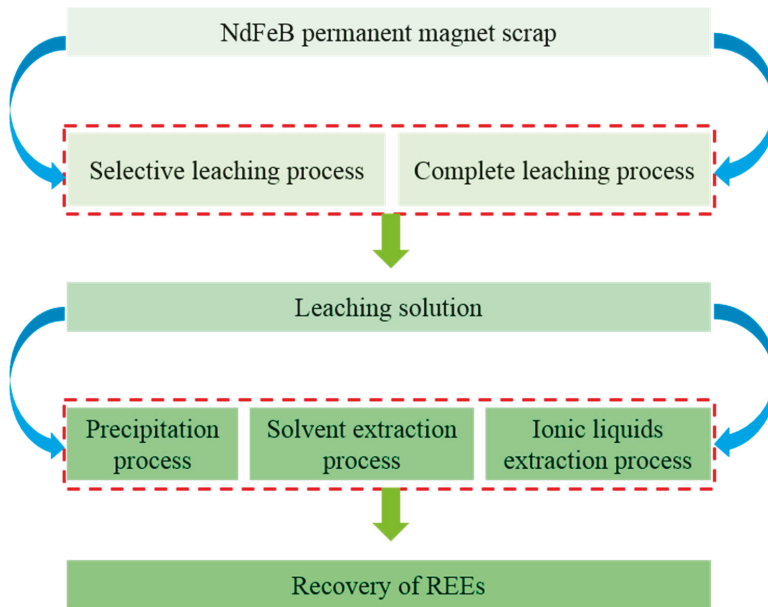 NdFeB permanent magnet scrap
Selective leaching process
Complete leaching process
Leaching solution
Precipitation
process
Solvent extraction
process
Ionic liquids
extraction process
Recovery of REEs